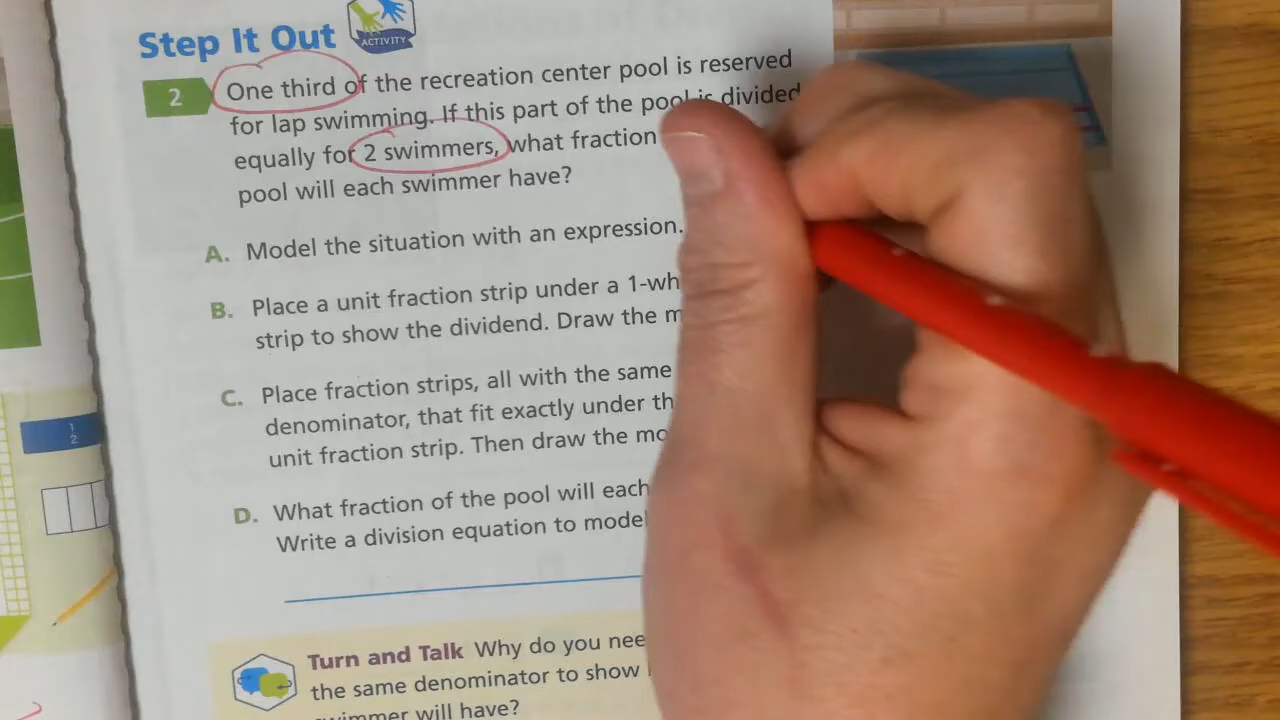 Step It Out
ACTIVITY
2 One third of the recreation center pool is reserved
for lap swimming. If this part of the pool is divided
equally for 2 swimmers, what fraction
pool will each swimmer have?
A. Model the situation with an expression.
B. Place a unit fraction strip under a 1-wh
strip to show the dividend. Draw the m
C. Place fraction strips, all with the same
denominator, that fit exactly under th
unit fraction strip. Then draw the mo
D. What fraction of the pool will each
Write a division equation to model
1
2
Turn and Talk Why do you nee
the same denominator to show
swimmer will have?